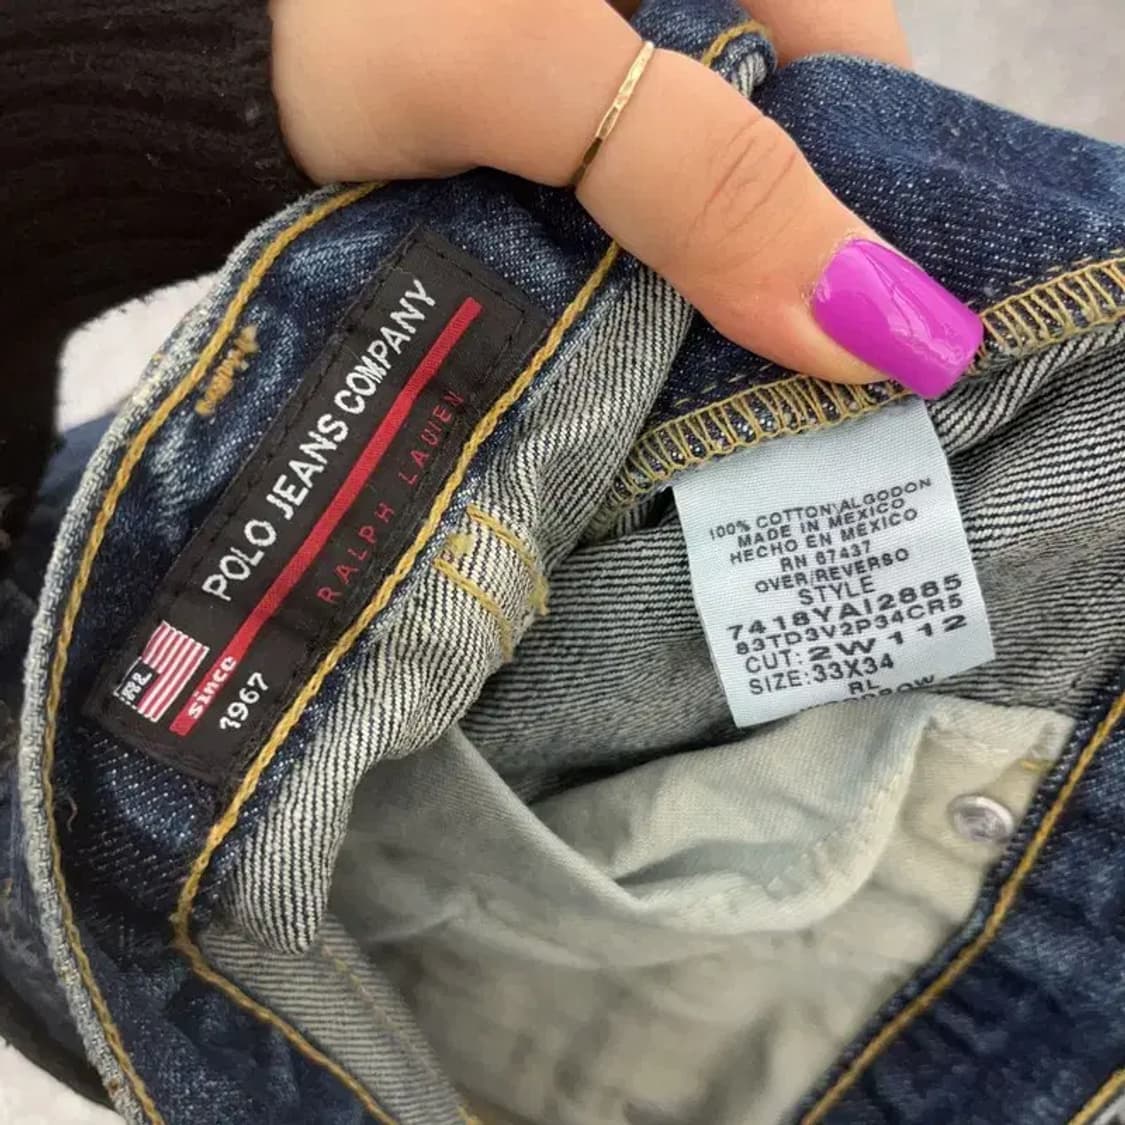 POLO JEANS COMPANY
RALPH LAUREN
RL
since
1967
100% COTTON\ALGODON
MADE IN MEXICO
HECHO EN MEXICO
RN 67437
OVER/REVERSO
STYLE
7418YAI2885
83TD3V2P34CR5
CUT:2W112
SIZE:33X34
RL